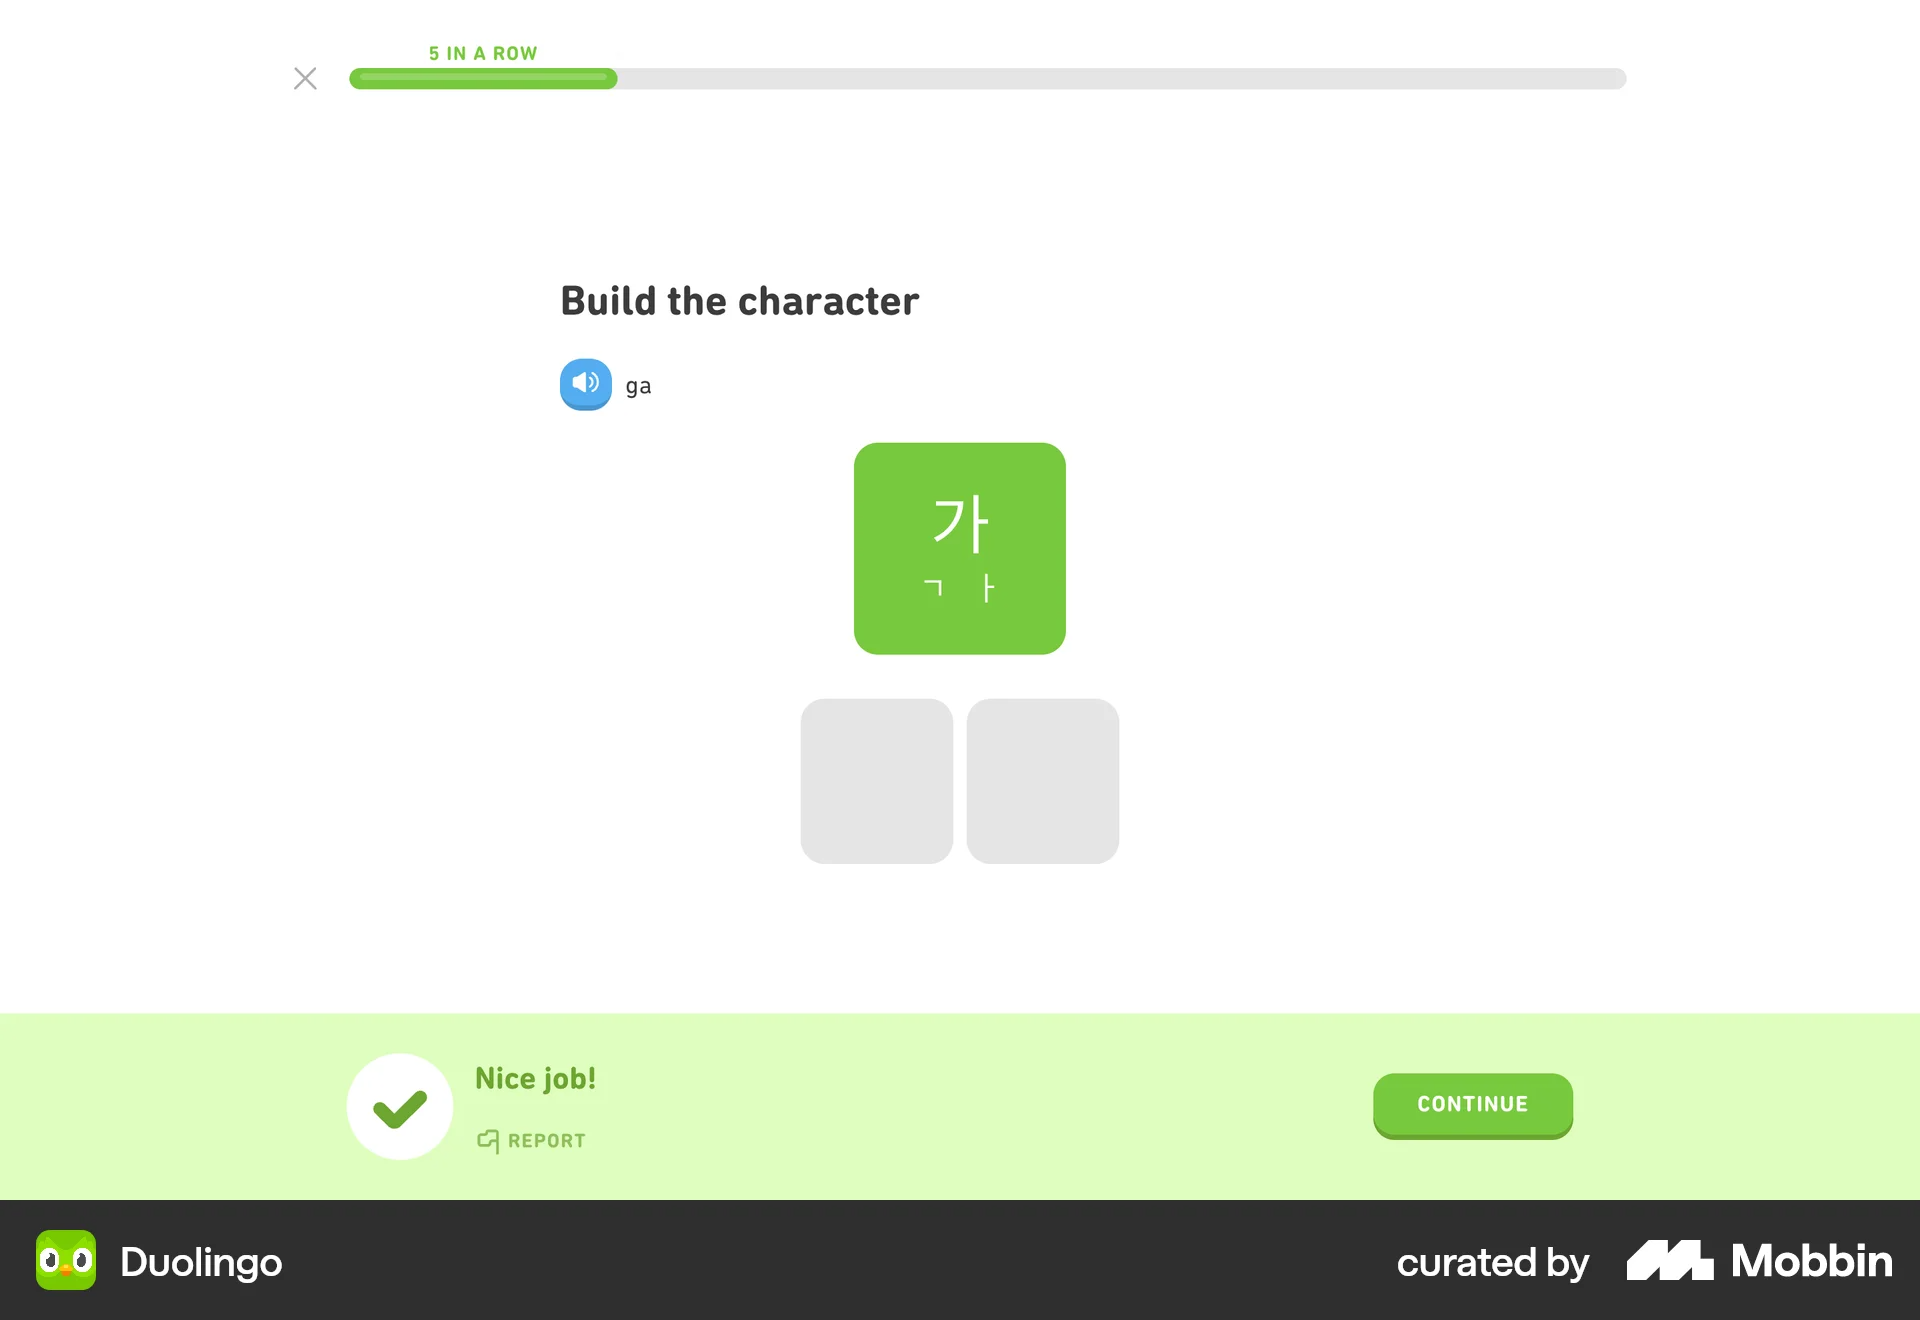 5 IN A ROW
Build the character
ga
가
ㄱ ㅏ
Nice job!
REPORT
CONTINUE
Duolingo
curated by Mobbin